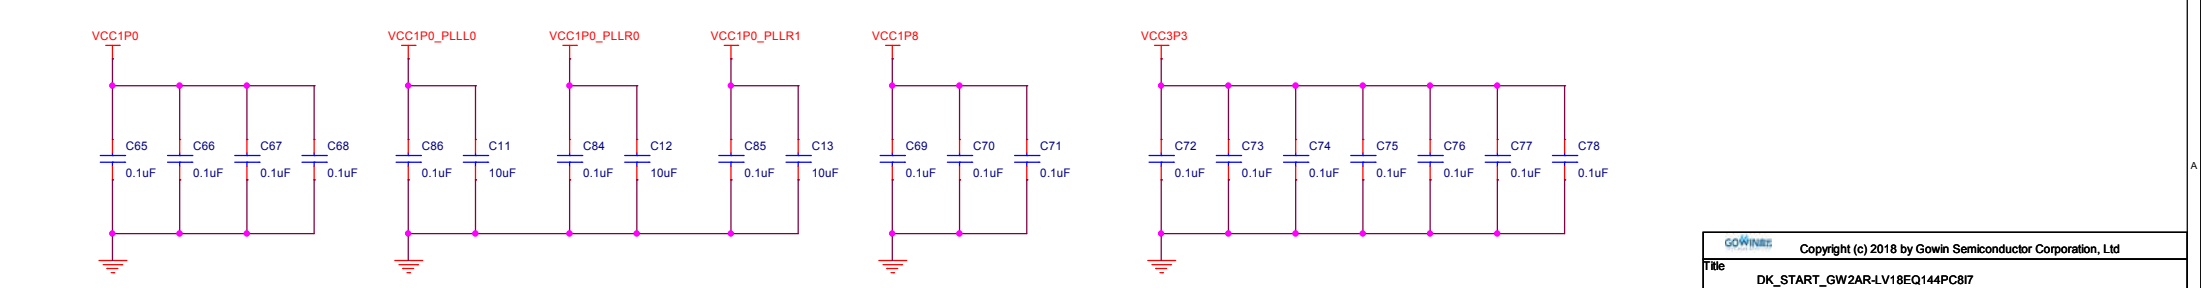 VCC1P0
VCC1P0_PLLL0
VCC1P0_PLLR0
VCC1P0_PLLR1
VCC1P8
VCC3P3
C65
0.1uF
C66
0.1uF
C67
0.1uF
C68
0.1uF
C86
0.1uF
C11
10uF
C84
0.1uF
C12
10uF
C85
0.1uF
C13
10uF
C69
0.1uF
C70
0.1uF
C71
0.1uF
C72
0.1uF
C73
0.1uF
C74
0.1uF
C75
0.1uF
C76
0.1uF
C77
0.1uF
C78
0.1uF
A
GOWIN
Copyright (c) 2018 by Gowin Semiconductor Corporation, Ltd
Title
DK_START_GW2AR-LV18EQ144PC8I7